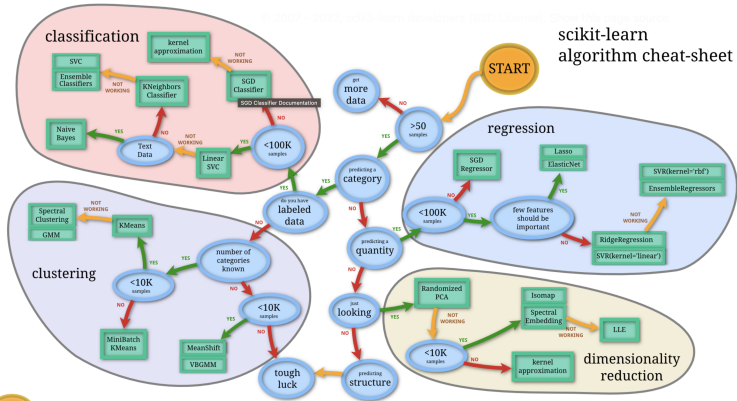 scikit-learn
algorithm cheat-sheet
START
get
more
data
NO
>50
samples
YES
classification
kernel
approximation
NOT
WORKING
SVC
Ensemble
Classifiers
NOT
WORKING
KNeighbors
Classifier
SGD
Classifier
SGD Classifier Documentation
NO
NO
Naive
Bayes
YES
Text
Data
NOT
WORKING
Linear
SVC
YES
<100K
samples
YES
predicting a
category
YES
do you have
labeled
data
NO
NO
predicting a
quantity
YES
NO
regression
SGD
Regressor
NO
<100K
samples
YES
Lasso
ElasticNet
YES
few features
should be
important
NO
SVR(kernel='rbf')
EnsembleRegressors
NOT
WORKING
RidgeRegression
SVR(kernel='linear')
clustering
Spectral
Clustering
GMM
NOT
WORKING
KMeans
YES
number of
categories
known
YES
NO
<10K
samples
NO
MiniBatch
KMeans
<10K
samples
YES
NO
MeanShift
VBGMM
just
looking
YES
NO
tough
luck
predicting
structure
Randomized
PCA
NOT
WORKING
<10K
samples
YES
NO
Isomap
Spectral
Embedding
NOT
WORKING
LLE
kernel
approximation
dimensionality
reduction